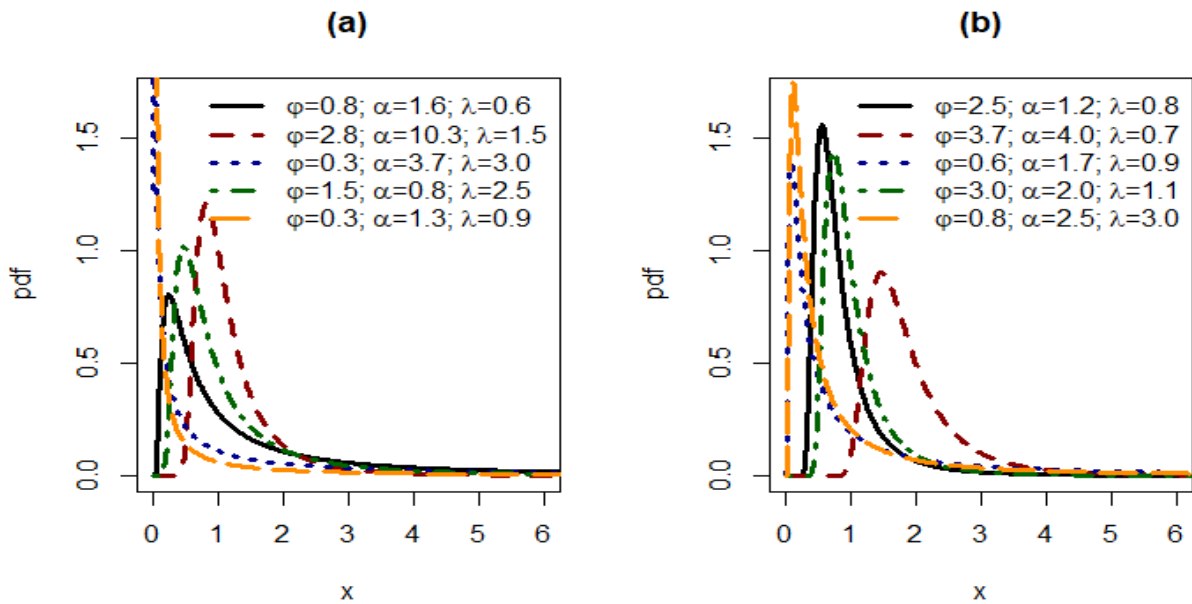 (a)
φ=0.8; α=1.6; λ=0.6
φ=2.8; α=10.3; λ=1.5
φ=0.3; α=3.7; λ=3.0
φ=1.5; α=0.8; λ=2.5
φ=0.3; α=1.3; λ=0.9
pdf
1.5
1.0
0.5
0.0
0 1 2 3 4 5 6
x
(b)
φ=2.5; α=1.2; λ=0.8
φ=3.7; α=4.0; λ=0.7
φ=0.6; α=1.7; λ=0.9
φ=3.0; α=2.0; λ=1.1
φ=0.8; α=2.5; λ=3.0
pdf
1.5
1.0
0.5
0.0
0 1 2 3 4 5 6
x